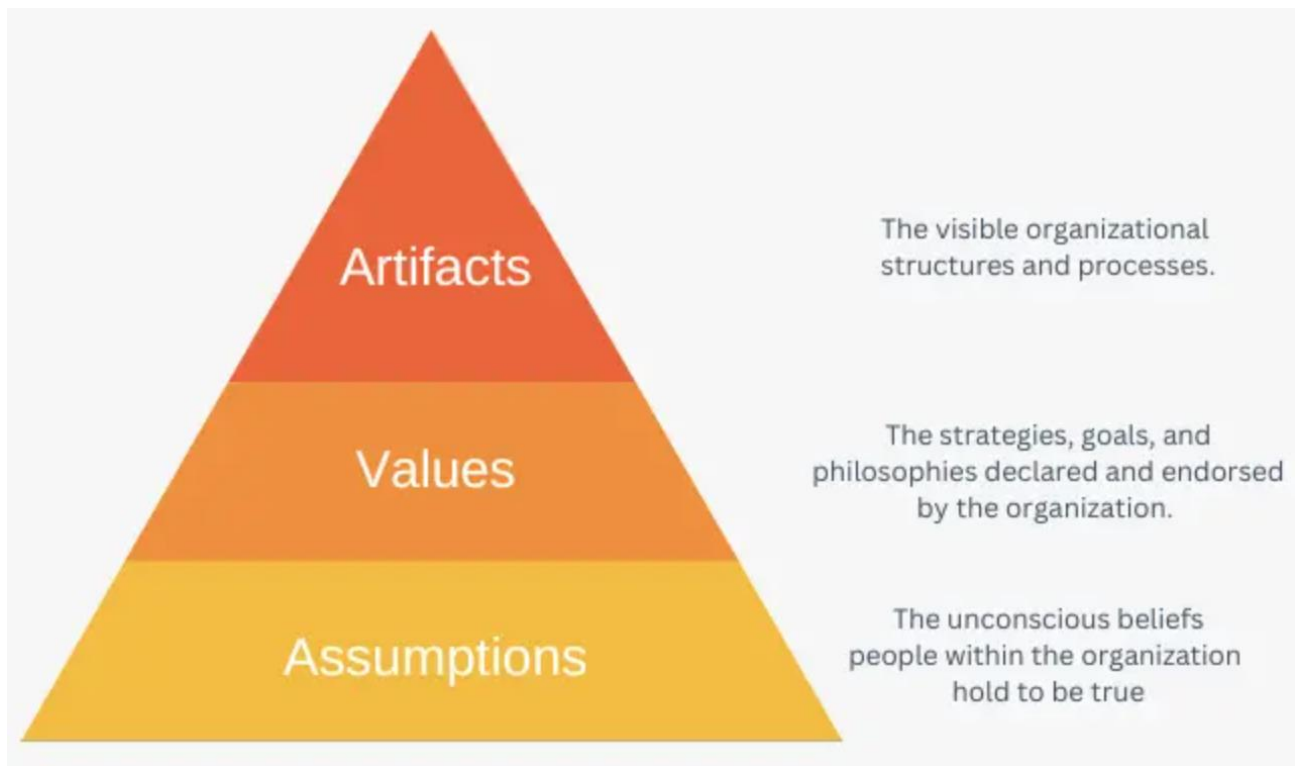 Artifacts
The visible organizational
structures and processes.
Values
The strategies, goals, and
philosophies declared and endorsed
by the organization.
Assumptions
The unconscious beliefs
people within the organization
hold to be true